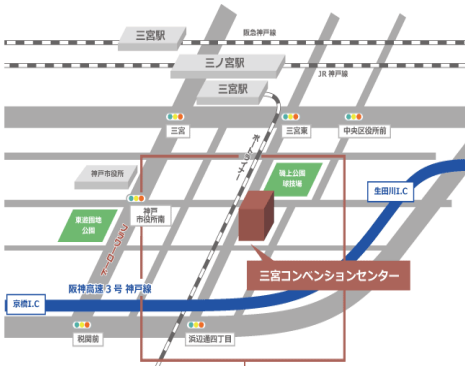 三宮駅
阪急神戸線
三ノ宮駅
JR 神戸線
三宮駅
三宮
三宮東
中央区役所前
ポートライナー
神戸市役所
磯上公園
球技場
生田川I.C
神戸
市役所南
東遊園地
公園
フラワーロード
三宮コンベンションセンター
阪神高速3号 神戸線
京橋I.C
税関前
浜辺通四丁目